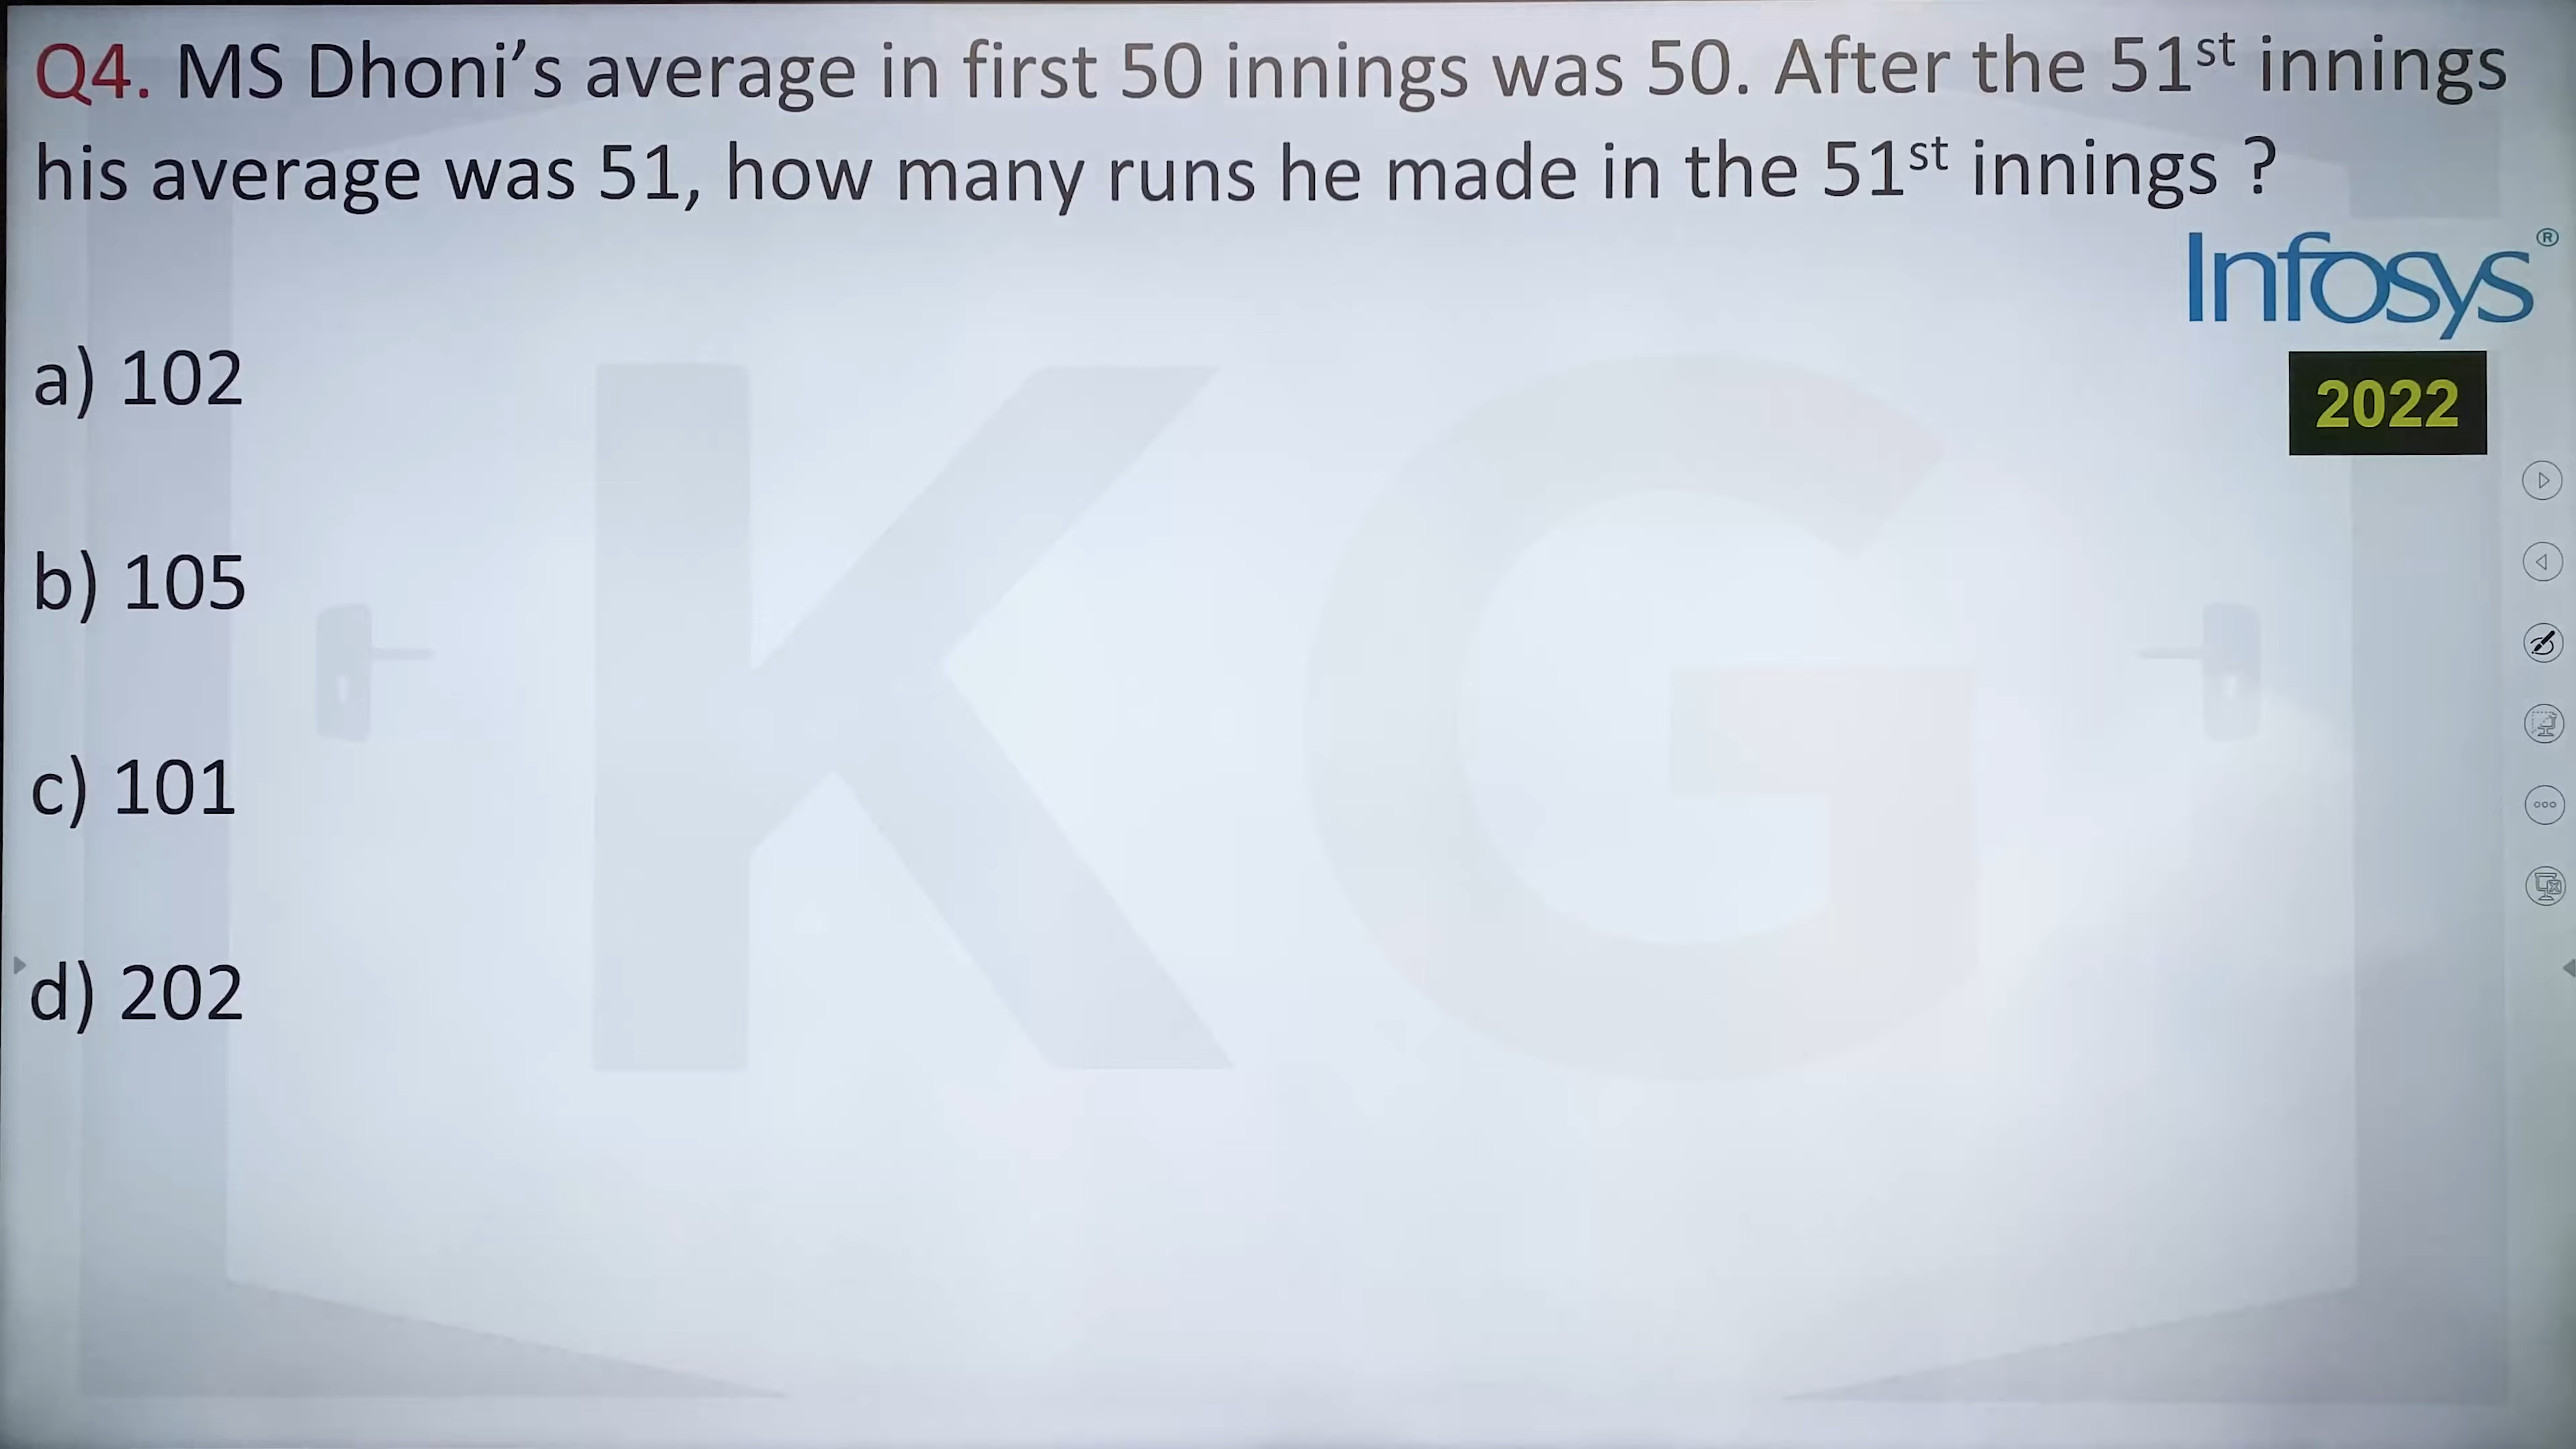 Q4. MS Dhoni’s average in first 50 innings was 50. After the 51st innings
his average was 51, how many runs he made in the 51st innings ?
Infosys®
2022
a) 102
b) 105
c) 101
d) 202
KG